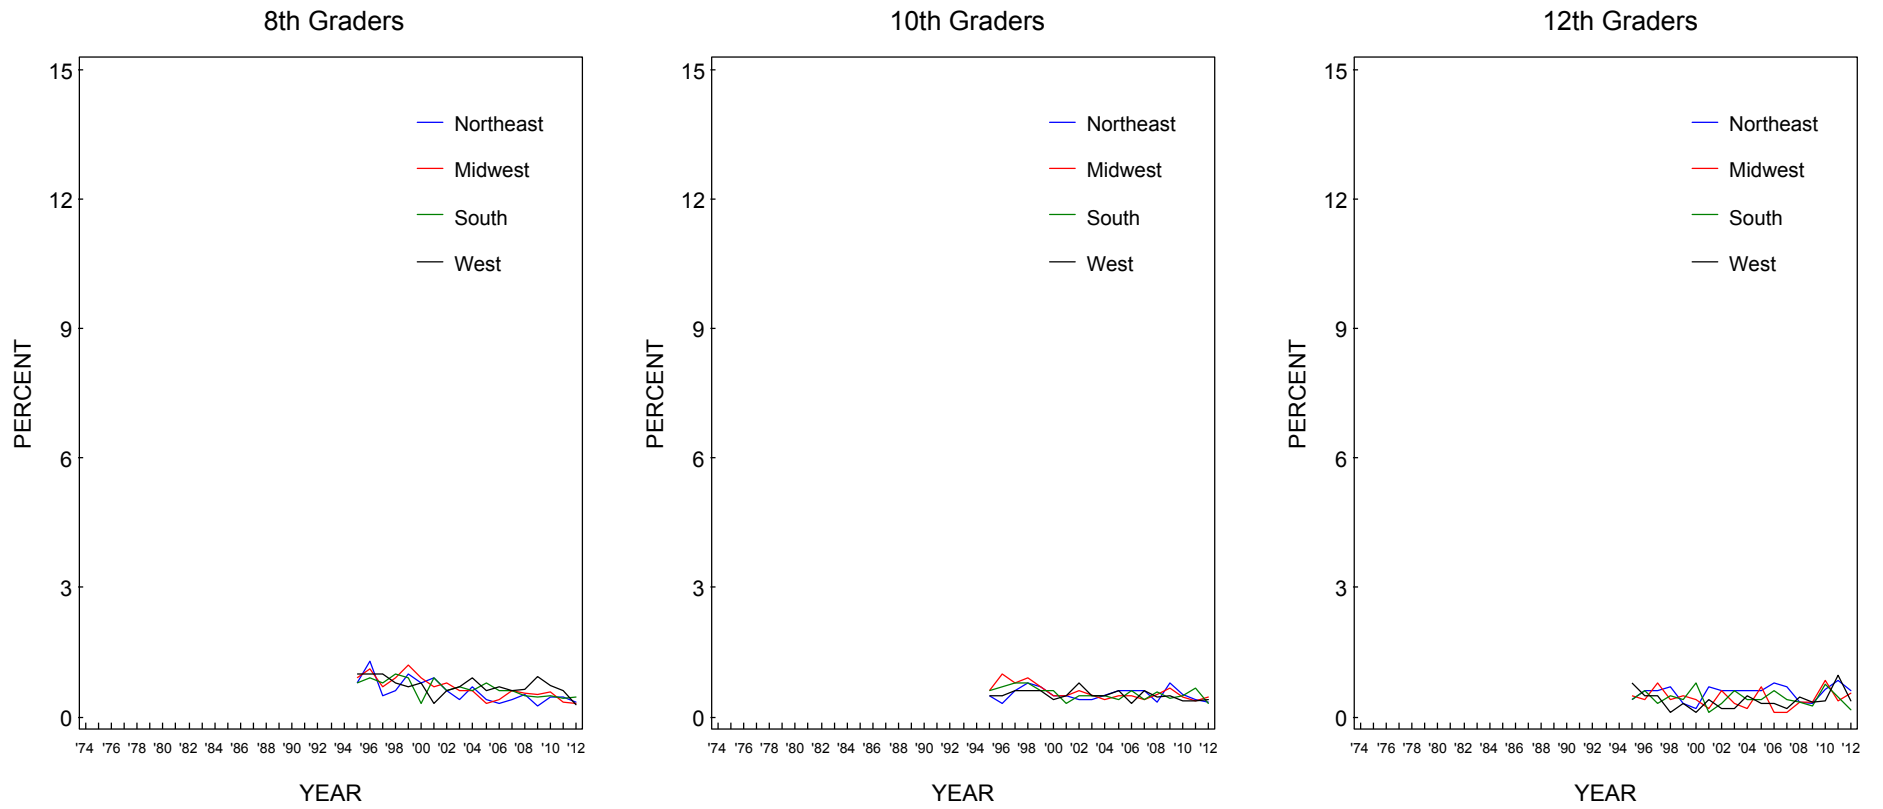 8th Graders
15
12
9
6
3
0
PERCENT
Northeast
Midwest
South
West
'74 '76 '78 '80 '82 '84 '86 '88 '90 '92 '94 '96 '98 '00 '02 '04 '06 '08 '10 '12
YEAR
10th Graders
15
12
9
6
3
0
PERCENT
Northeast
Midwest
South
West
'74 '76 '78 '80 '82 '84 '86 '88 '90 '92 '94 '96 '98 '00 '02 '04 '06 '08 '10 '12
YEAR
12th Graders
15
12
9
6
3
0
PERCENT
Northeast
Midwest
South
West
'74 '76 '78 '80 '82 '84 '86 '88 '90 '92 '94 '96 '98 '00 '02 '04 '06 '08 '10 '12
YEAR